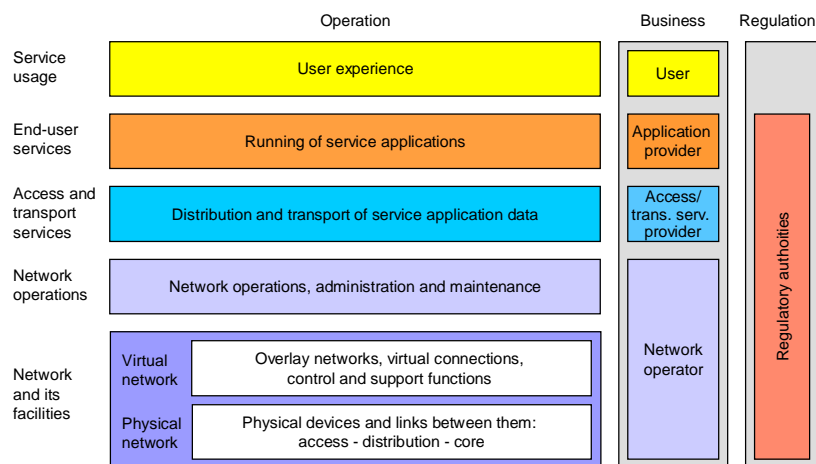 Operation
Business
Regulation
Service
usage
User experience
User
End-user
services
Running of service applications
Application
provider
Access and
transport
services
Distribution and transport of service application data
Access/
trans. serv.
provider
Network
operations
Network operations, administration and maintenance
Network
operator
Regulatory authoities
Network
and its
facilities
Virtual
network
Overlay networks, virtual connections,
control and support functions
Physical
network
Physical devices and links between them:
access - distribution - core